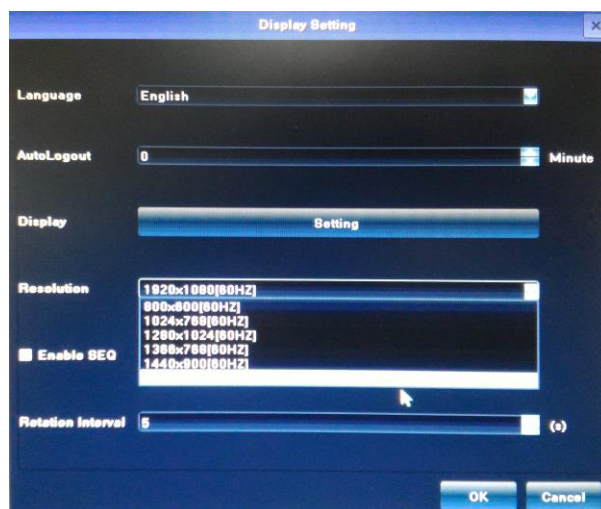 Display Setting
Language English
AutoLogout 0 Minute
Display Setting
Resolution 1920x1080[60HZ]
800x600[60HZ]
1024x768[60HZ]
1280x1024[60HZ]
1366x768[60HZ]
1440x900[60HZ]
Enable SEQ
Rotation Interval 5 (s)
OK Cancel